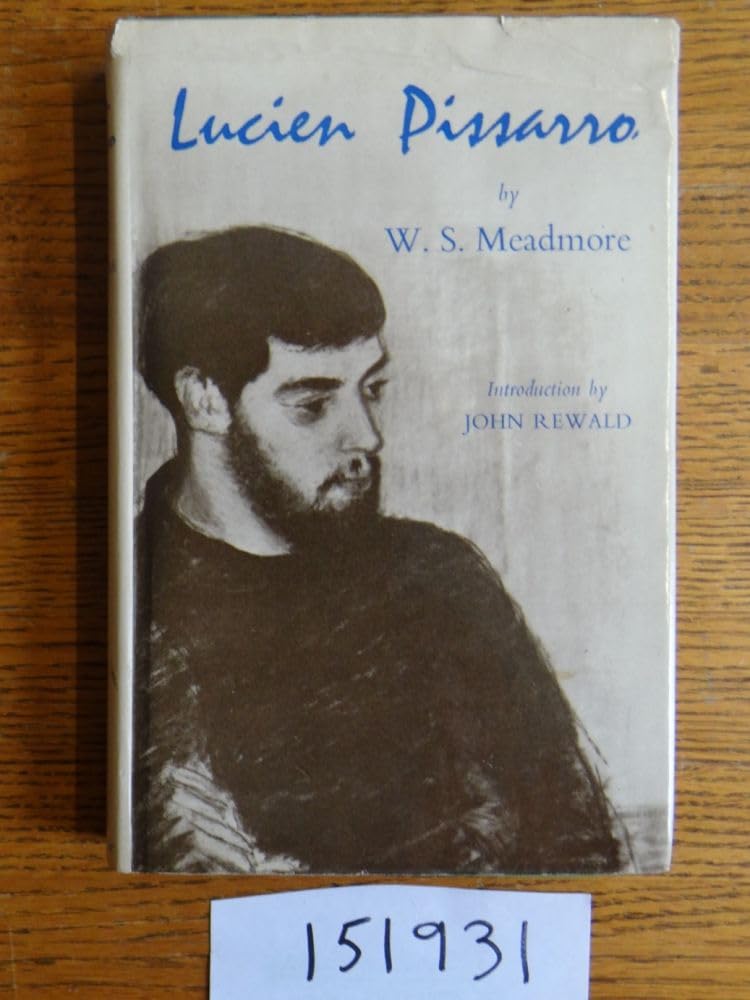 Lucien Pissarro.
by
W. S. Meadmore
Introduction by
JOHN REWALD
151931